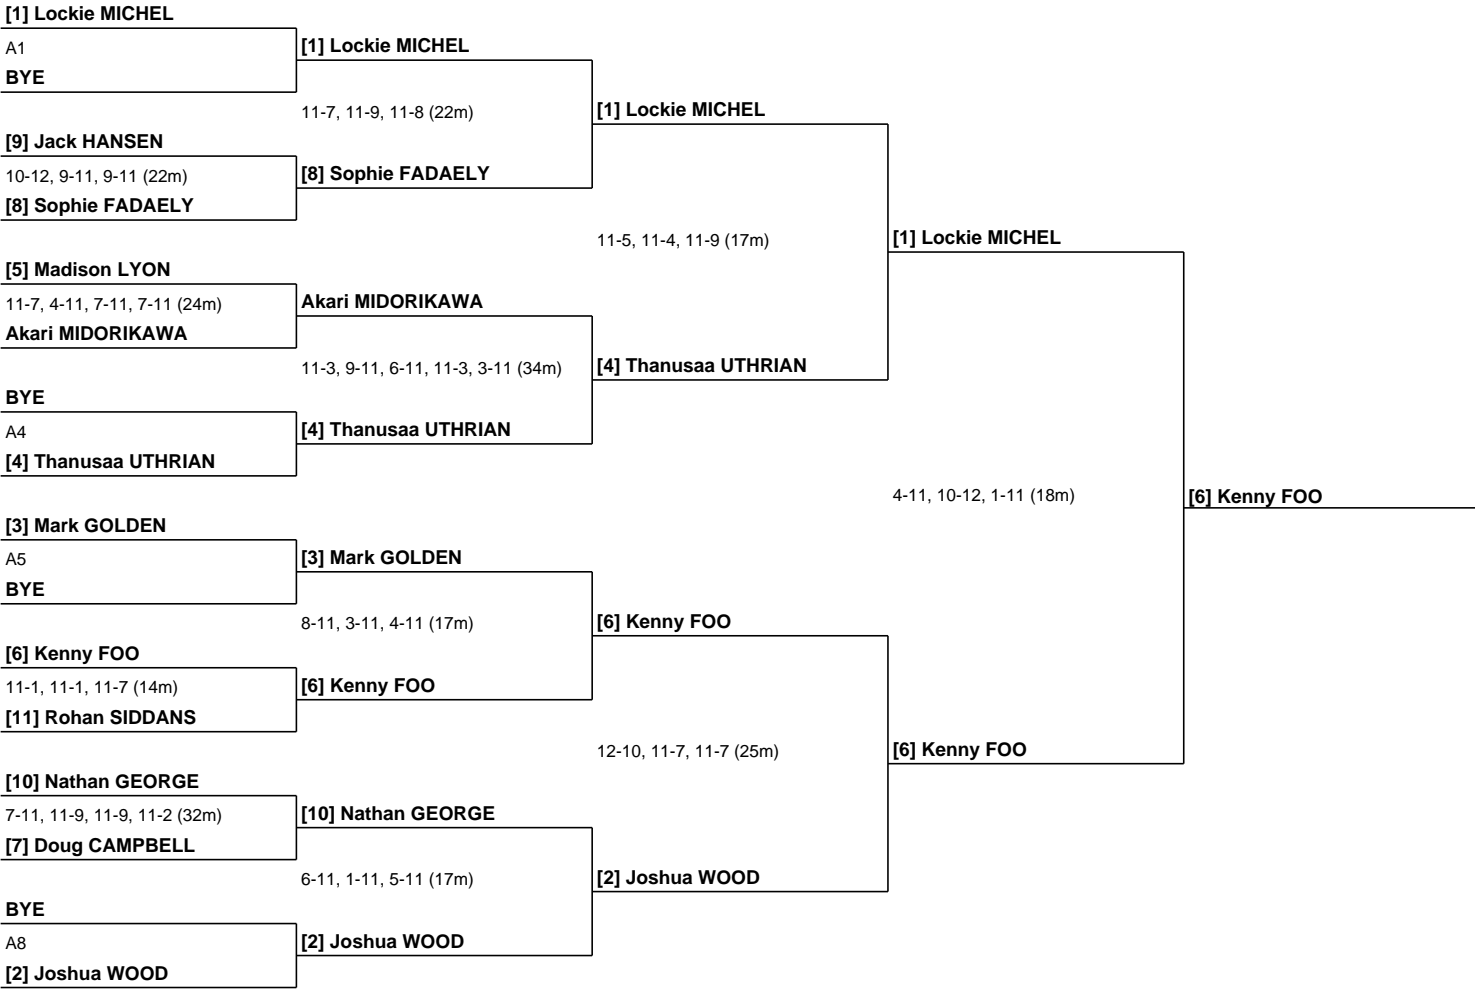 [1] Lockie MICHEL
A1
BYE
[9] Jack HANSEN
10-12, 9-11, 9-11 (22m)
[8] Sophie FADAELY
[5] Madison LYON
11-7, 4-11, 7-11, 7-11 (24m)
Akari MIDORIKAWA
BYE
A4
[4] Thanusaa UTHRIAN
[3] Mark GOLDEN
A5
BYE
[6] Kenny FOO
11-1, 11-1, 11-7 (14m)
[11] Rohan SIDDANS
[10] Nathan GEORGE
7-11, 11-9, 11-9, 11-2 (32m)
[7] Doug CAMPBELL
BYE
A8
[2] Joshua WOOD
[1] Lockie MICHEL
11-7, 11-9, 11-8 (22m)
[8] Sophie FADAELY
Akari MIDORIKAWA
11-3, 9-11, 6-11, 11-3, 3-11 (34m)
[4] Thanusaa UTHRIAN
[3] Mark GOLDEN
8-11, 3-11, 4-11 (17m)
[6] Kenny FOO
[10] Nathan GEORGE
6-11, 1-11, 5-11 (17m)
[2] Joshua WOOD
[1] Lockie MICHEL
11-5, 11-4, 11-9 (17m)
[4] Thanusaa UTHRIAN
[6] Kenny FOO
12-10, 11-7, 11-7 (25m)
[2] Joshua WOOD
[1] Lockie MICHEL
4-11, 10-12, 1-11 (18m)
[6] Kenny FOO
[6] Kenny FOO